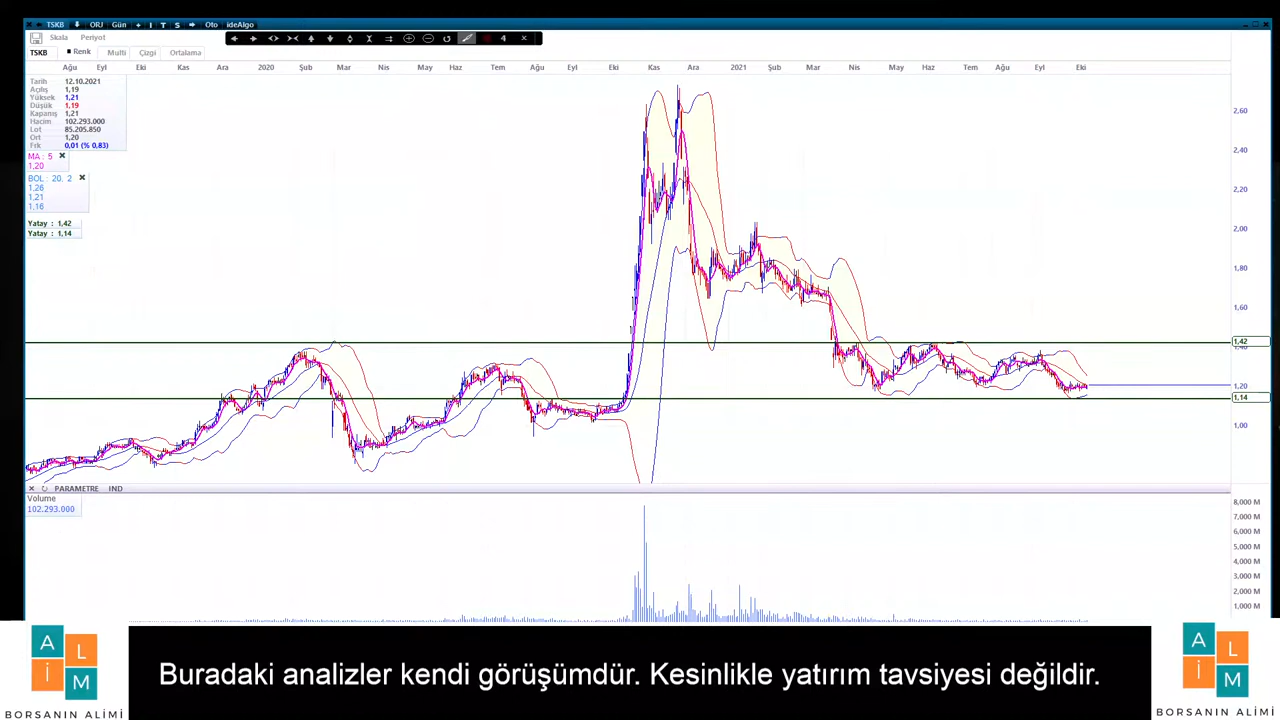 TSKB ORJ Gün + I T S Oto ideAlgo
Skala Periyot
4
TSKB Renk Multi Çizgi Ortalama
Ağu Eyl Eki Kas Ara 2020 Şub Mar Nis May Haz Tem Ağu Eyl Eki Kas Ara 2021 Şub Mar Nis May Haz Tem Ağu Eyl Eki
Tarih 12.10.2021
Açılış 1,19
Yüksek 1,21
Düşük 1,19
Kapanış 1,21
Hacim 102.293.000
Lot 85.205.850
Ort 1,20
Frk 0,01 (% 0,83)
MA : 5 X
1,20
BOL : 20. 2 X
1,26
1,21
1,16
Yatay : 1,42
Yatay : 1,14
2,60
2,40
2,20
2,00
1,80
1,60
1,42
1,40
1,20
1,14
1,00
PARAMETRE IND
Volume
102.293.000
8,000 M
7,000 M
6,000 M
5,000 M
4,000 M
3,000 M
2,000 M
1,000 M
A L
İ M
BORSANIN ALİMİ
Buradaki analizler kendi görüşümdür. Kesinlikle yatırım tavsiyesi değildir.
A L
İ M
BORSANIN ALİMİ